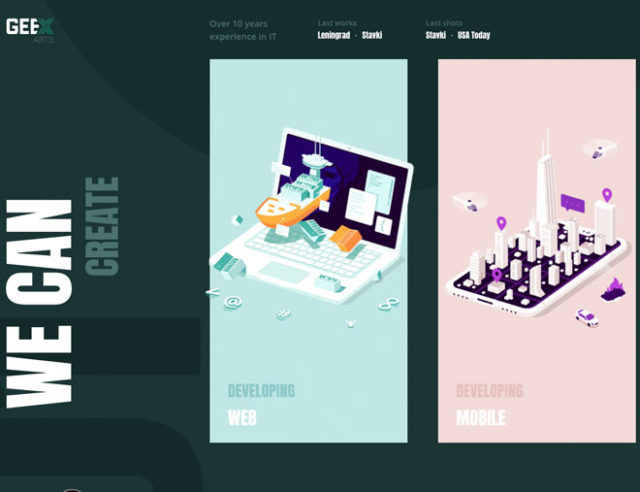 GEEX
ARTS
Over 10 years
experience in IT
Last works
Leningrad · Stavki
Last shots
Stavki · USA Today
WE CAN
CREATE
DEVELOPING
WEB
DEVELOPING
MOBILE